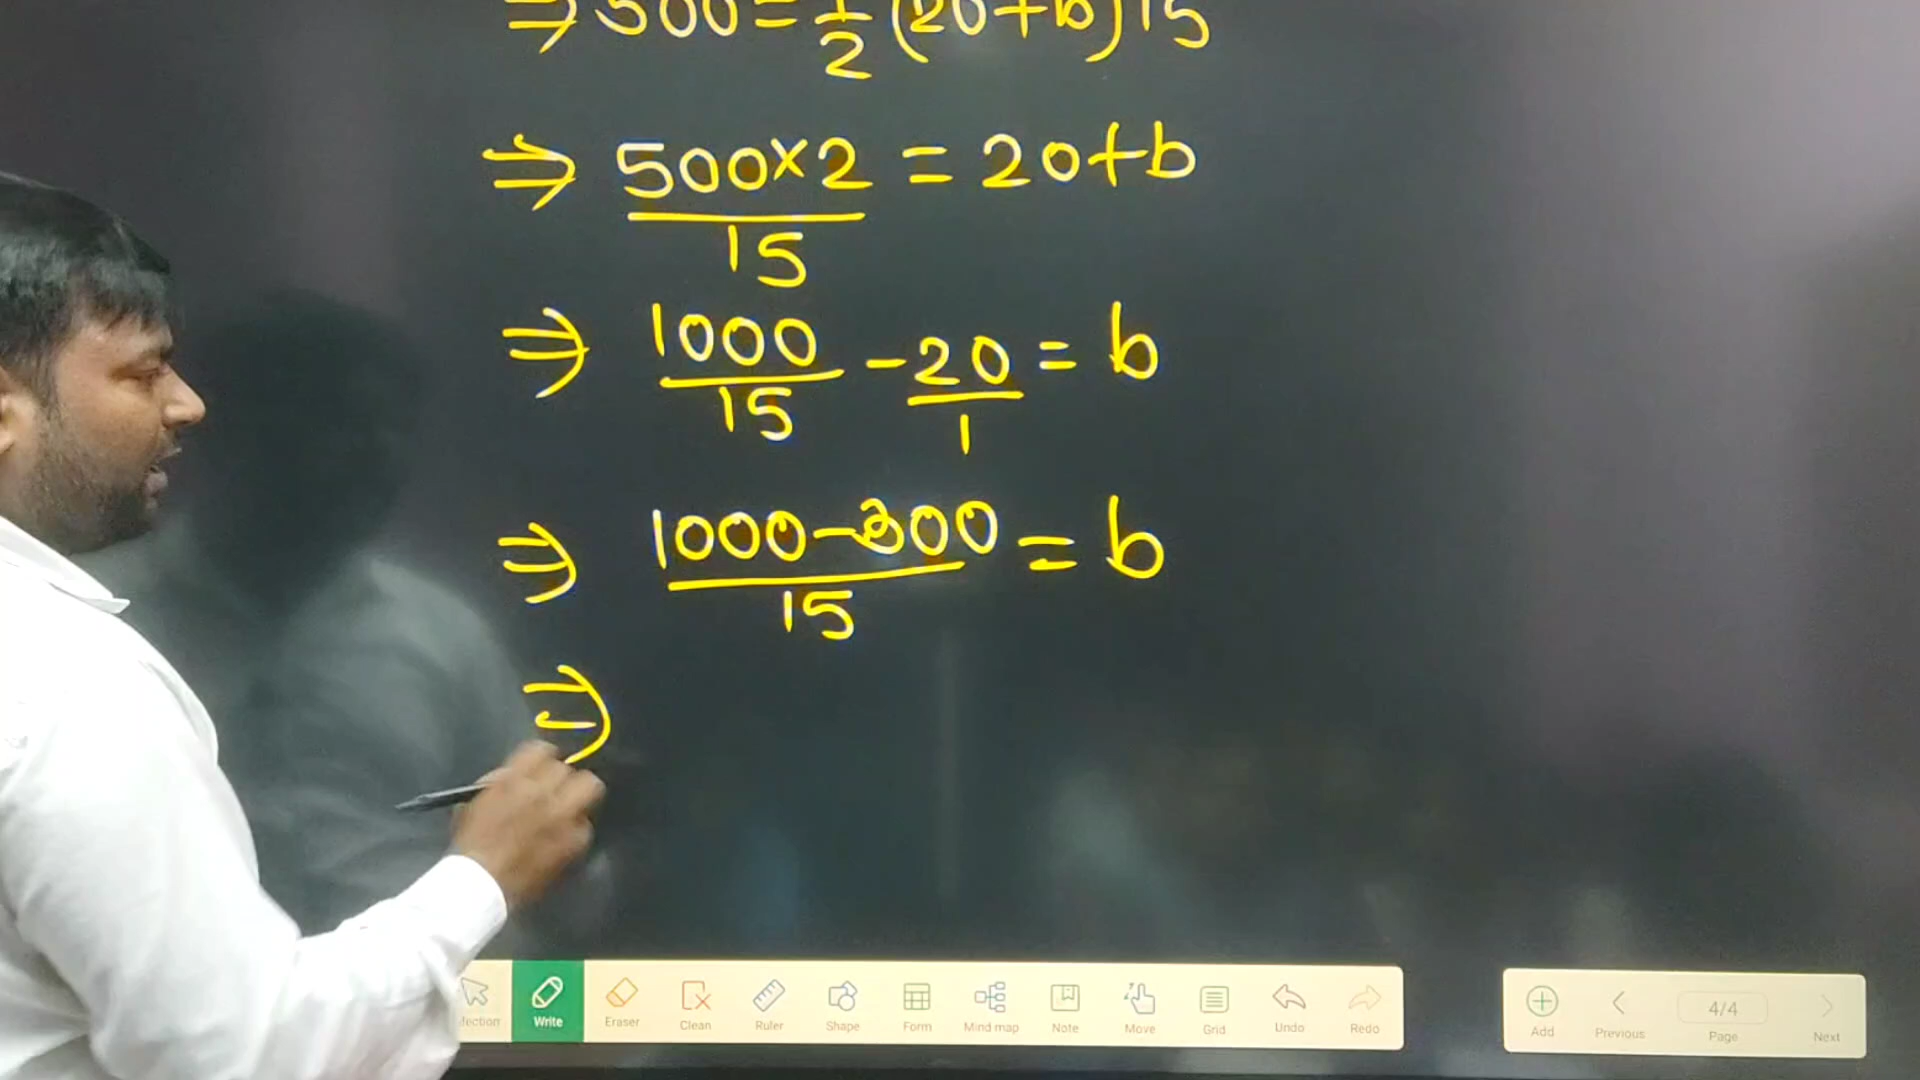 ⇒ 500 = 1/2 (20+b) 15
⇒ 500×2/15 = 20+b
⇒ 1000/15 - 20/1 = b
⇒ 1000-300/15 = b
⇒
Write Eraser Clean Ruler Shape Form Mind map Note Move Grid Undo Redo
Add Previous 4/4 Page Next